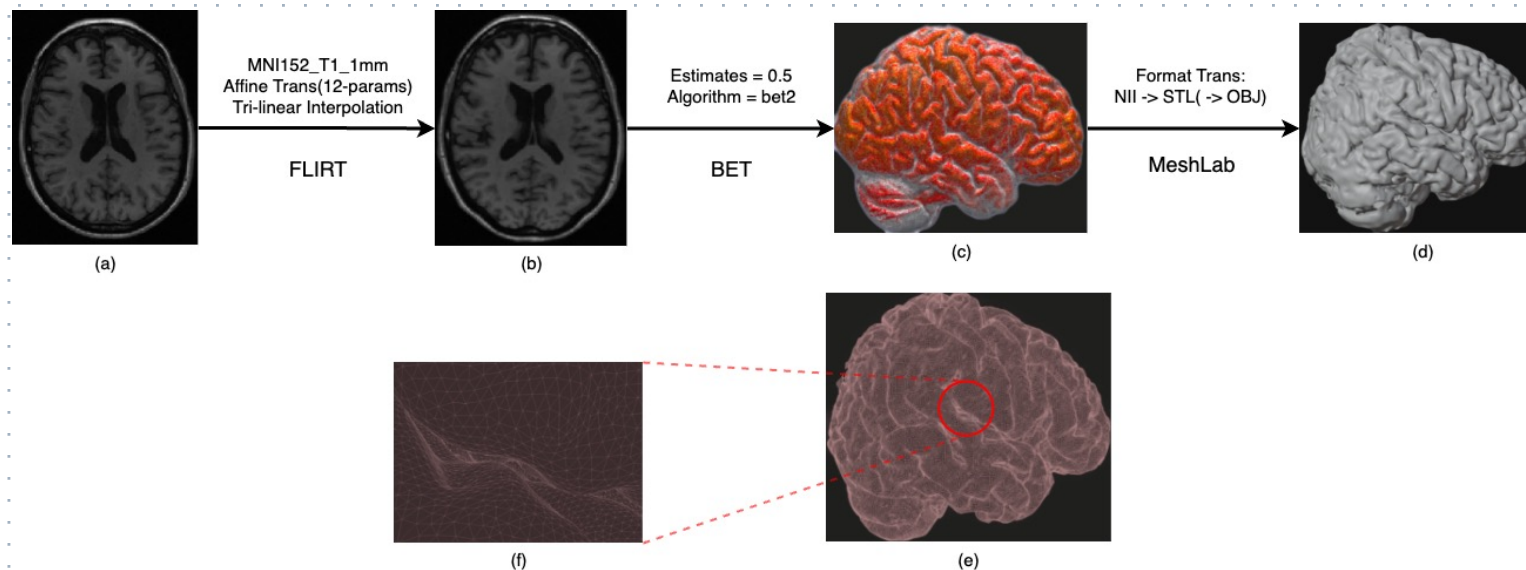 MNI152_T1_1mm
Affine Trans(12-params)
Tri-linear Interpolation
FLIRT
Estimates = 0.5
Algorithm = bet2
BET
Format Trans:
NII -> STL( -> OBJ)
MeshLab
(a)
(b)
(c)
(d)
(f)
(e)